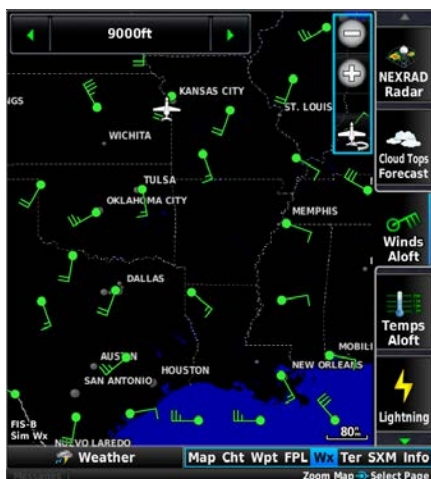 9000ft
NEXRAD
Radar
KANSAS CITY
NGS
ST. LOUIS
WICHITA
Cloud Tops
Forecast
TULSA
OKLAHOMA CITY
MEMPHIS
Winds
Aloft
DALLAS
Temps
Aloft
MOBIL
AUSTIN
HOUSTON
NEW ORLEANS
SAN ANTONIO
Lightning
FIS-B
Sim Wx
NUEVO LAREDO
80
Weather
Map Cht Wpt FPL Wx Ter SXM Info
Zoom Map Select Page